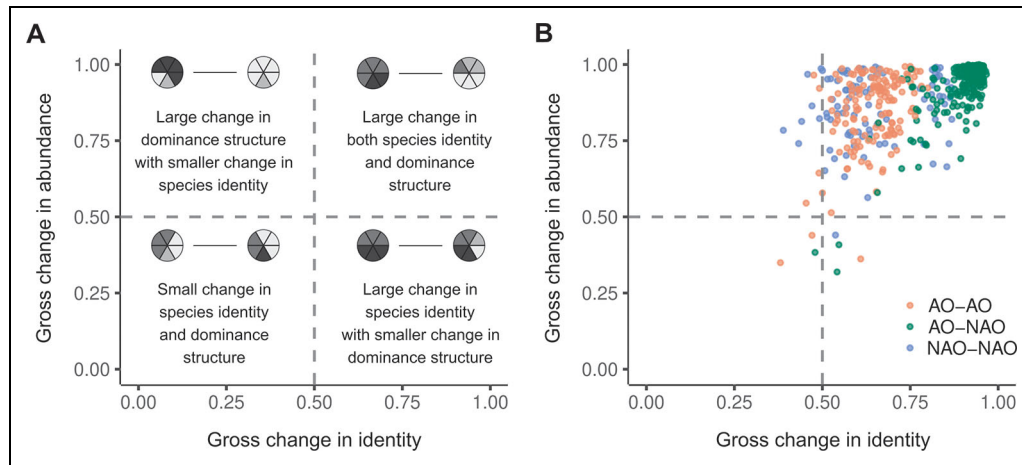 A
Gross change in abundance
1.00
0.75
0.50
0.25
0.00
Large change in
dominance structure
with smaller change in
species identity
Large change in
both species identity
and dominance
structure
Small change in
species identity
and dominance
structure
Large change in
species identity
with smaller change in
dominance structure
0.00
0.25
0.50
0.75
1.00
Gross change in identity
B
Gross change in abundance
1.00
0.75
0.50
0.25
0.00
AO–AO
AO–NAO
NAO–NAO
0.00
0.25
0.50
0.75
1.00
Gross change in identity